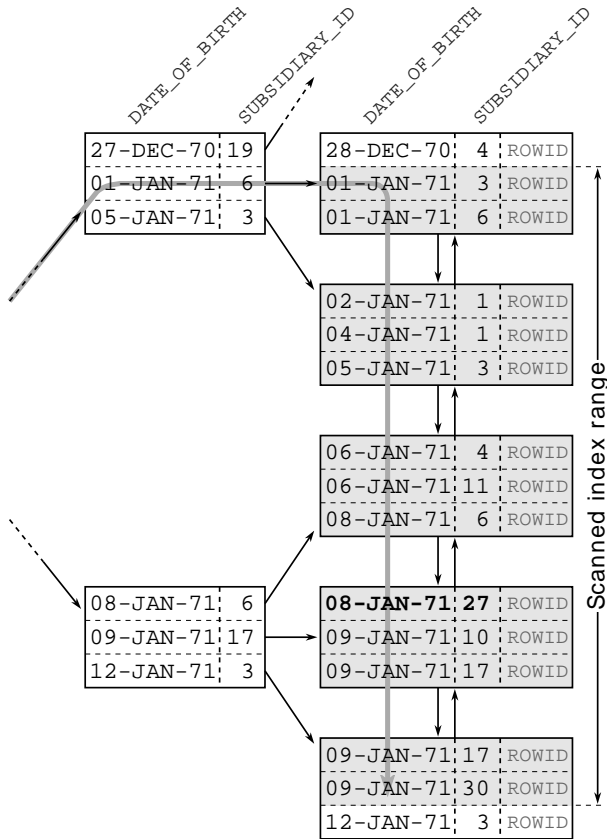 DATE_OF_BIRTH
SUBSIDIARY_ID
DATE_OF_BIRTH
SUBSIDIARY_ID
27-DEC-70 19
01-JAN-71 6
05-JAN-71 3
28-DEC-70 4 ROWID
01-JAN-71 3 ROWID
01-JAN-71 6 ROWID
02-JAN-71 1 ROWID
04-JAN-71 1 ROWID
05-JAN-71 3 ROWID
06-JAN-71 4 ROWID
06-JAN-71 11 ROWID
08-JAN-71 6 ROWID
08-JAN-71 6
09-JAN-71 17
12-JAN-71 3
08-JAN-71 27 ROWID
09-JAN-71 10 ROWID
09-JAN-71 17 ROWID
09-JAN-71 17 ROWID
09-JAN-71 30 ROWID
12-JAN-71 3 ROWID
Scanned index range